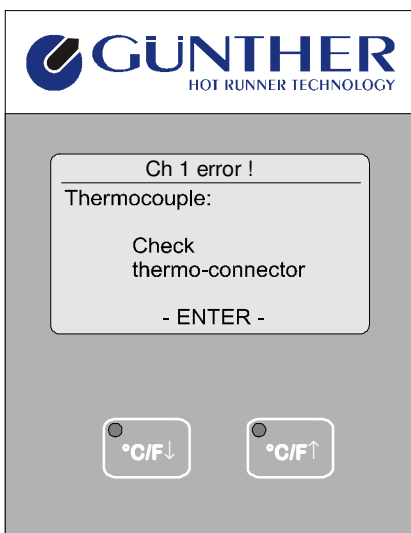 GÜNTHER
HOT RUNNER TECHNOLOGY
Ch 1 error !
Thermocouple:
Check
thermo-connector
- ENTER -
°C/F↓
°C/F↑